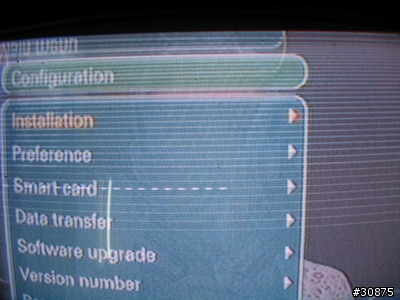 Configuration
Installation
Preference
Smart card
Data transfer
Software upgrade
Version number
#30875